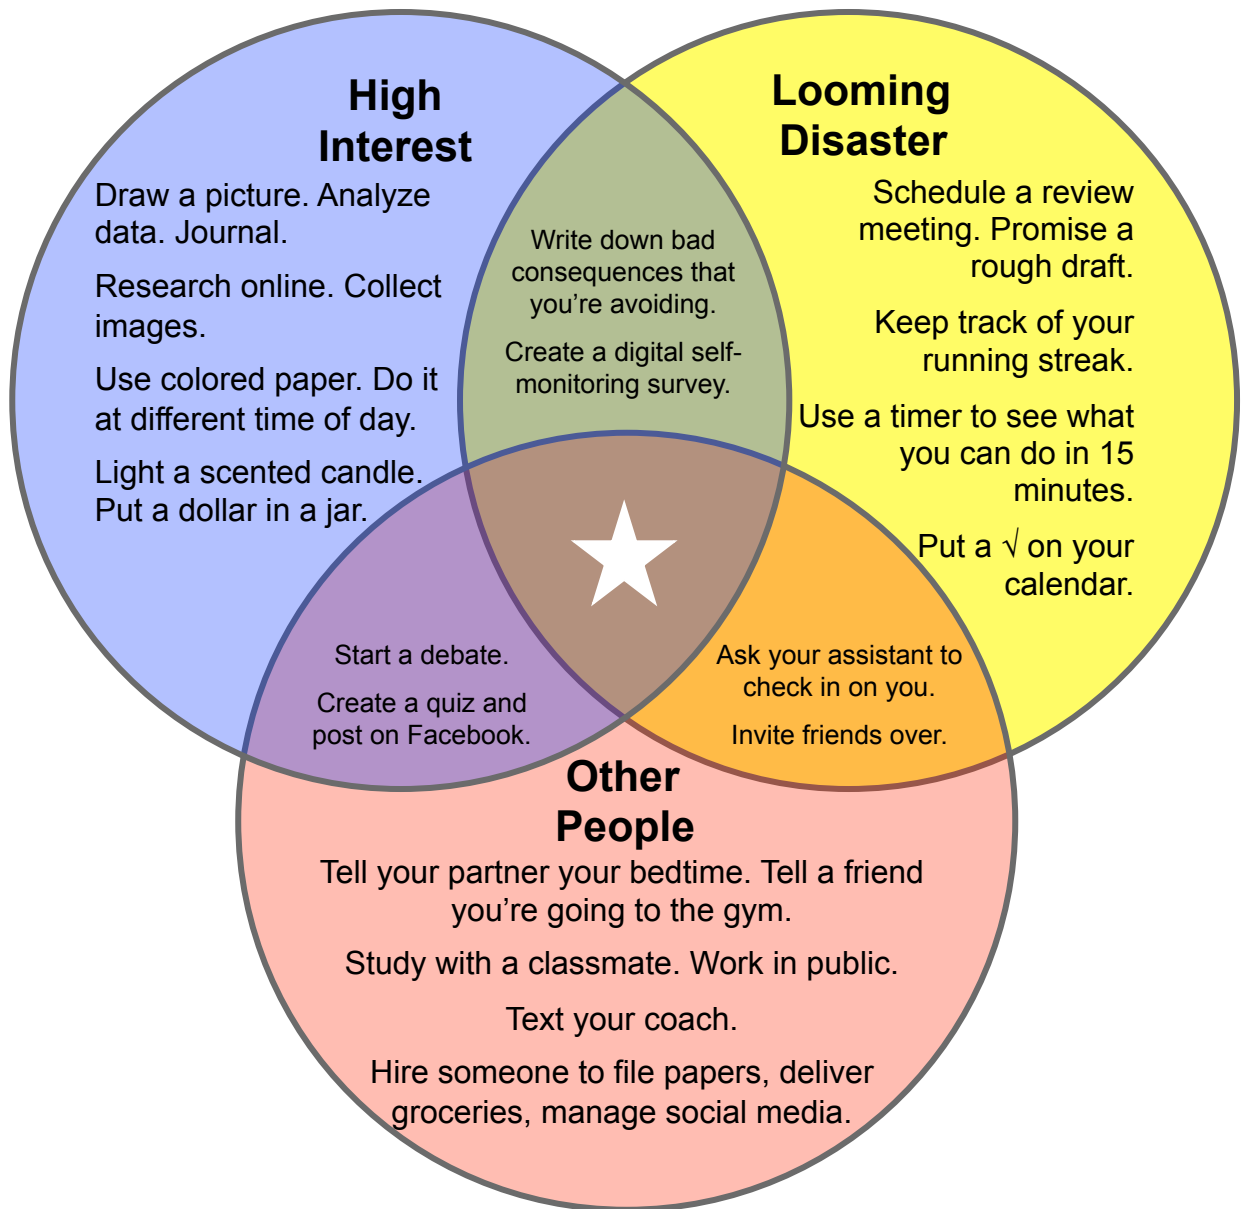 High
Interest
Draw a picture. Analyze
data. Journal.
Research online. Collect
images.
Use colored paper. Do it
at different time of day.
Light a scented candle.
Put a dollar in a jar.
Looming
Disaster
Schedule a review
meeting. Promise a
rough draft.
Keep track of your
running streak.
Use a timer to see what
you can do in 15
minutes.
Put a √ on your
calendar.
Write down bad
consequences that
you’re avoiding.
Create a digital self-
monitoring survey.
Start a debate.
Create a quiz and
post on Facebook.
Ask your assistant to
check in on you.
Invite friends over.
Other
People
Tell your partner your bedtime. Tell a friend
you’re going to the gym.
Study with a classmate. Work in public.
Text your coach.
Hire someone to file papers, deliver
groceries, manage social media.